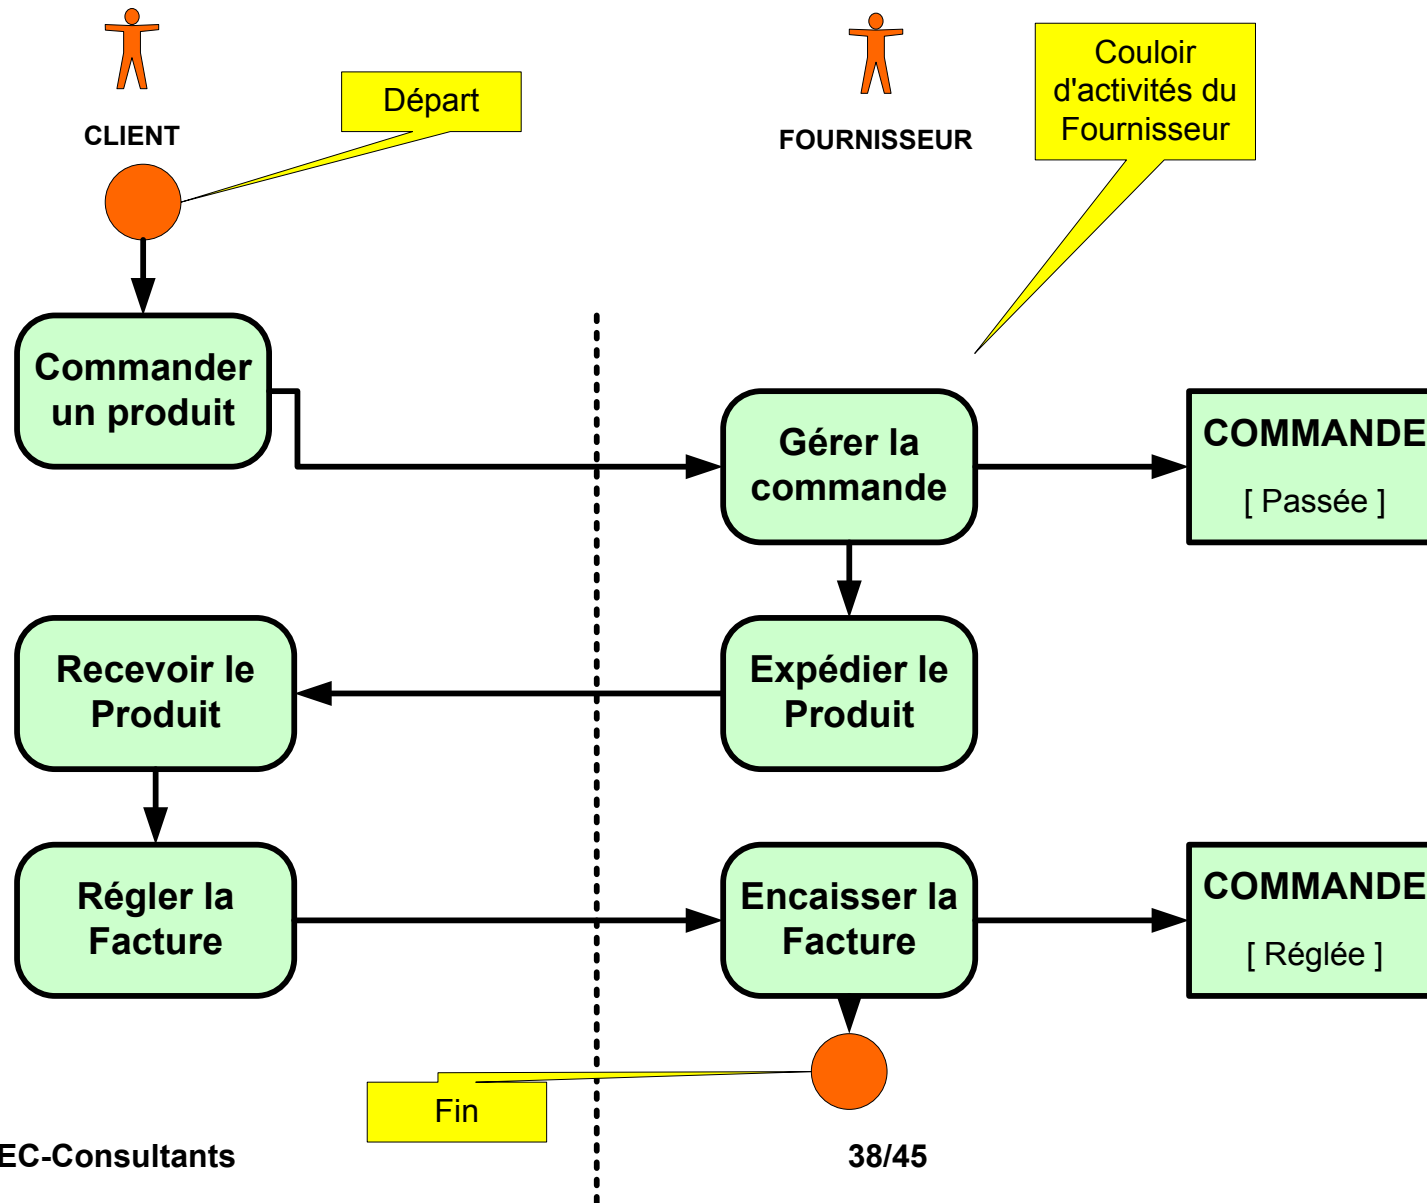 Départ
Couloir
d'activités du
Fournisseur
CLIENT
FOURNISSEUR
Commander
un produit
Gérer la
commande
COMMANDE
[ Passée ]
Recevoir le
Produit
Expédier le
Produit
Régler la
Facture
Encaisser la
Facture
COMMANDE
[ Réglée ]
Fin
EC-Consultants
38/45